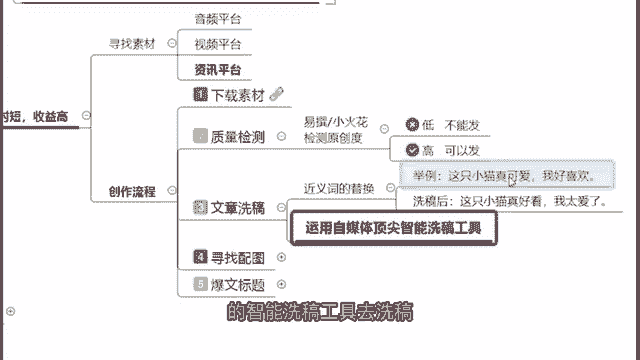 音频平台
寻找素材
视频平台
资讯平台
时短，收益高
1 下载素材
易撰/小火花
检测原创度
低 不能发
质量检测
高 可以发
创作流程
举例：这只小猫真可爱，我好喜欢。
近义词的替换
洗稿后：这只小猫真好看，我太爱了。
3 文章洗稿
运用自媒体顶尖智能洗稿工具
4 寻找配图
5 爆文标题
的智能洗稿工具去洗稿